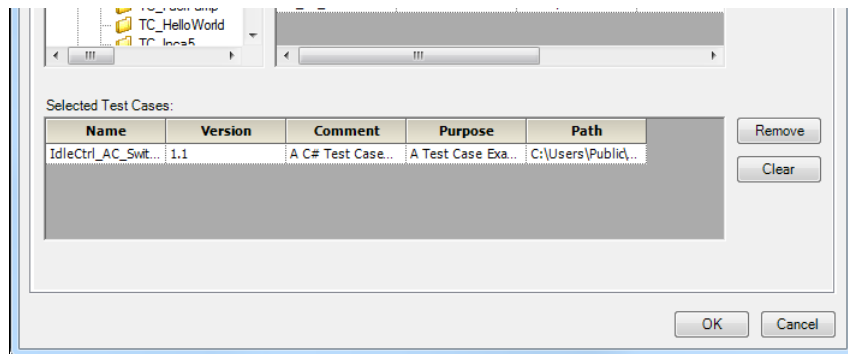 TC_HelloWorld
TC_Inca5
Selected Test Cases:
Name Version Comment Purpose Path
Remove
IdleCtrl_AC_Swit... 1.1 A C# Test Case... A Test Case Exa... C:\Users\Public\...
Clear
OK Cancel